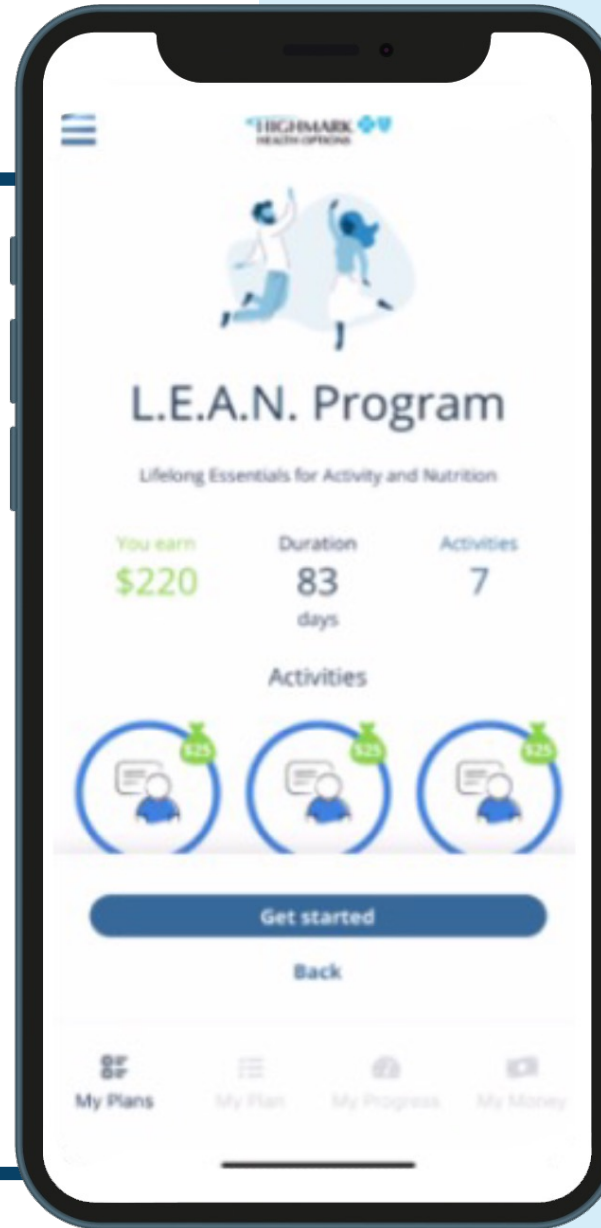 HIGHMARK
HEALTH OPTIONS
L.E.A.N. Program
Lifelong Essentials for Activity and Nutrition
You earn Duration Activities
$220 83 7
days
Activities
$25 $25 $25
Get started
Back
My Plans My Plan My Progress My Money